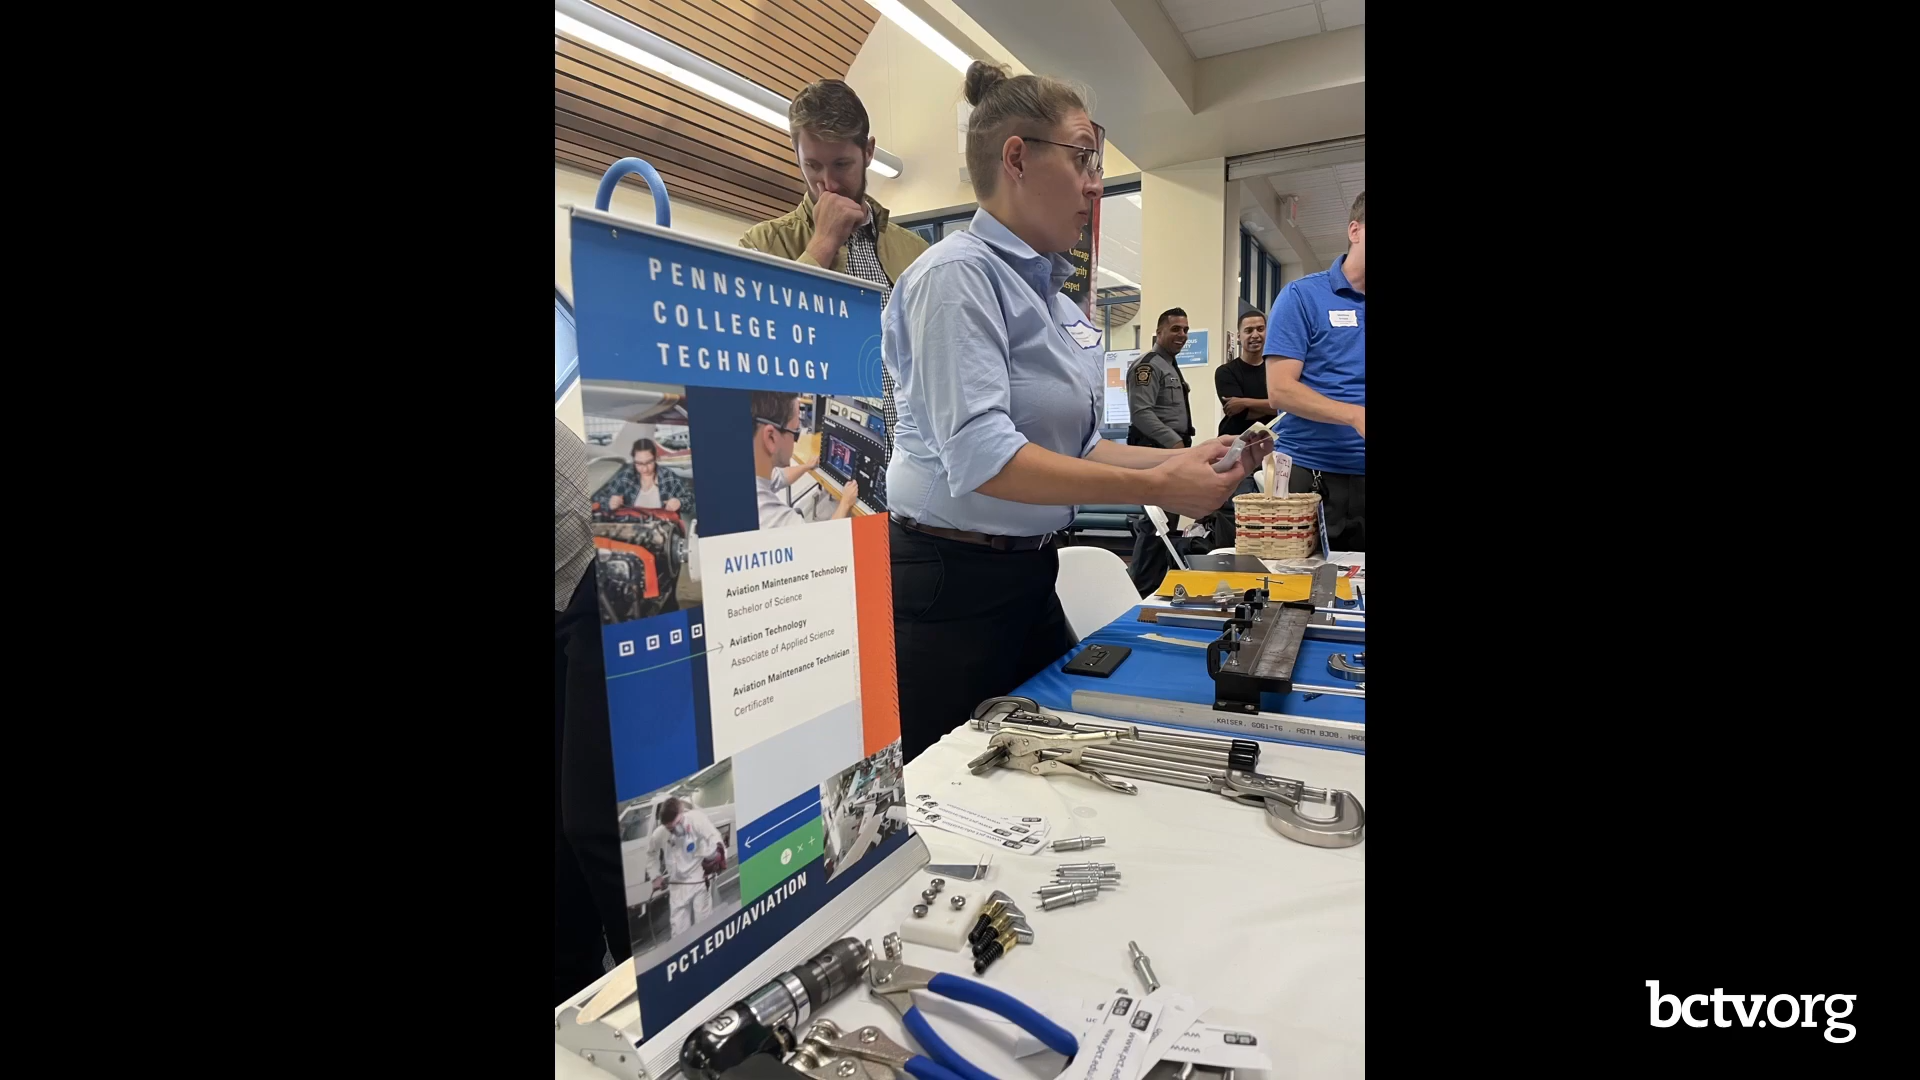 PENNSYLVANIA
COLLEGE OF
TECHNOLOGY
AVIATION
Aviation Maintenance Technology
Bachelor of Science
Aviation Technology
Associate of Applied Science
Aviation Maintenance Technician
Certificate
PCT.EDU/AVIATION
Courage
KAISER, 6061-T6 , ASTM B308,
bctv.org